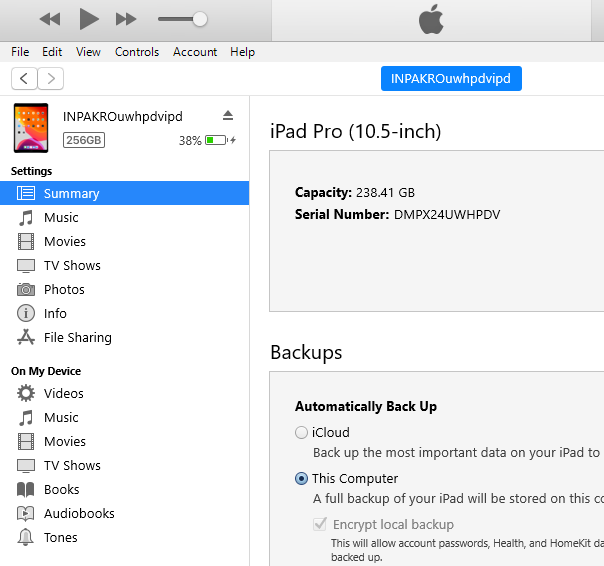 File Edit View Controls Account Help
INPAKROuwhpdvipd
INPAKROuwhpdvipd
256GB 38%
Settings
Summary
Music
Movies
TV Shows
Photos
Info
File Sharing
On My Device
Videos
Music
Movies
TV Shows
Books
Audiobooks
Tones
iPad Pro (10.5-inch)
Capacity: 238.41 GB
Serial Number: DMPX24UWHPDV
Backups
Automatically Back Up
iCloud
Back up the most important data on your iPad to
This Computer
A full backup of your iPad will be stored on this co
Encrypt local backup
This will allow account passwords, Health, and HomeKit da
backed up.